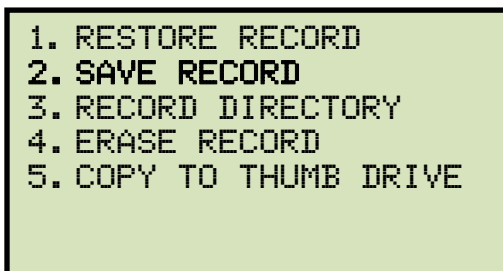 1. RESTORE RECORD
2. SAVE RECORD
3. RECORD DIRECTORY
4. ERASE RECORD
5. COPY TO THUMB DRIVE